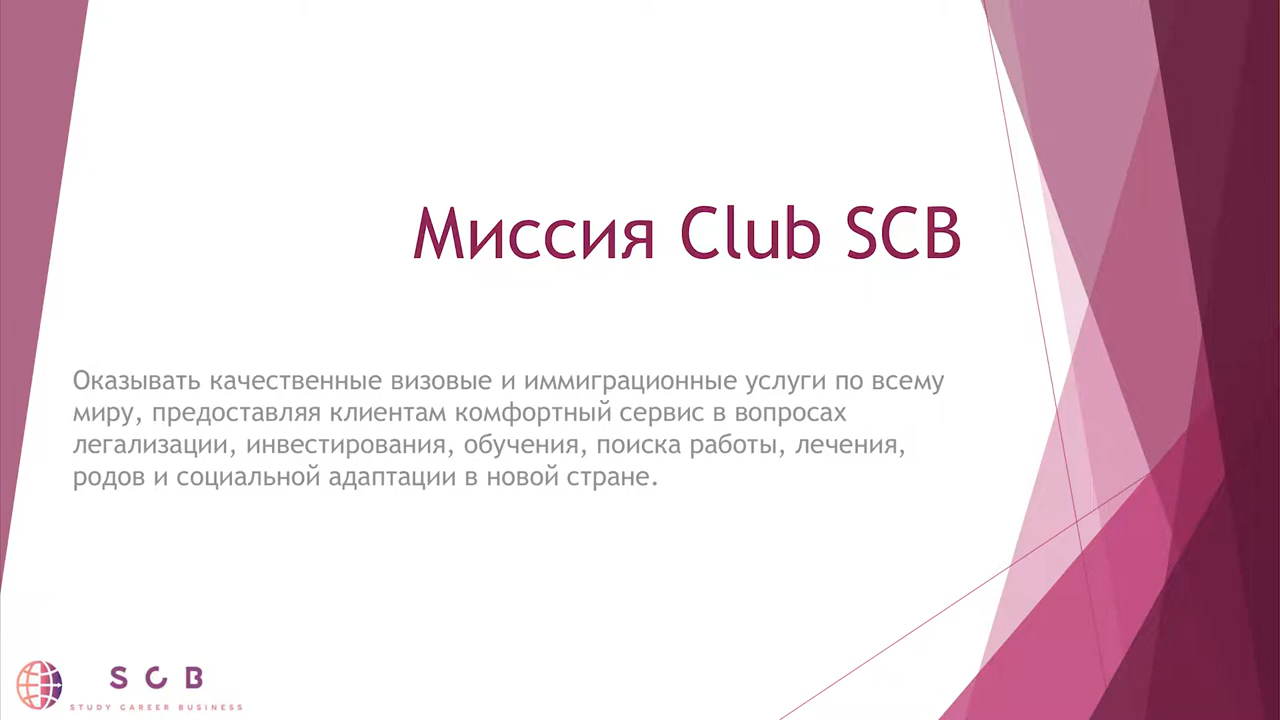 Миссия Club SCB
Оказывать качественные визовые и иммиграционные услуги по всему
миру, предоставляя клиентам комфортный сервис в вопросах
легализации, инвестирования, обучения, поиска работы, лечения,
родов и социальной адаптации в новой стране.
SCB
STUDY CAREER BUSINESS